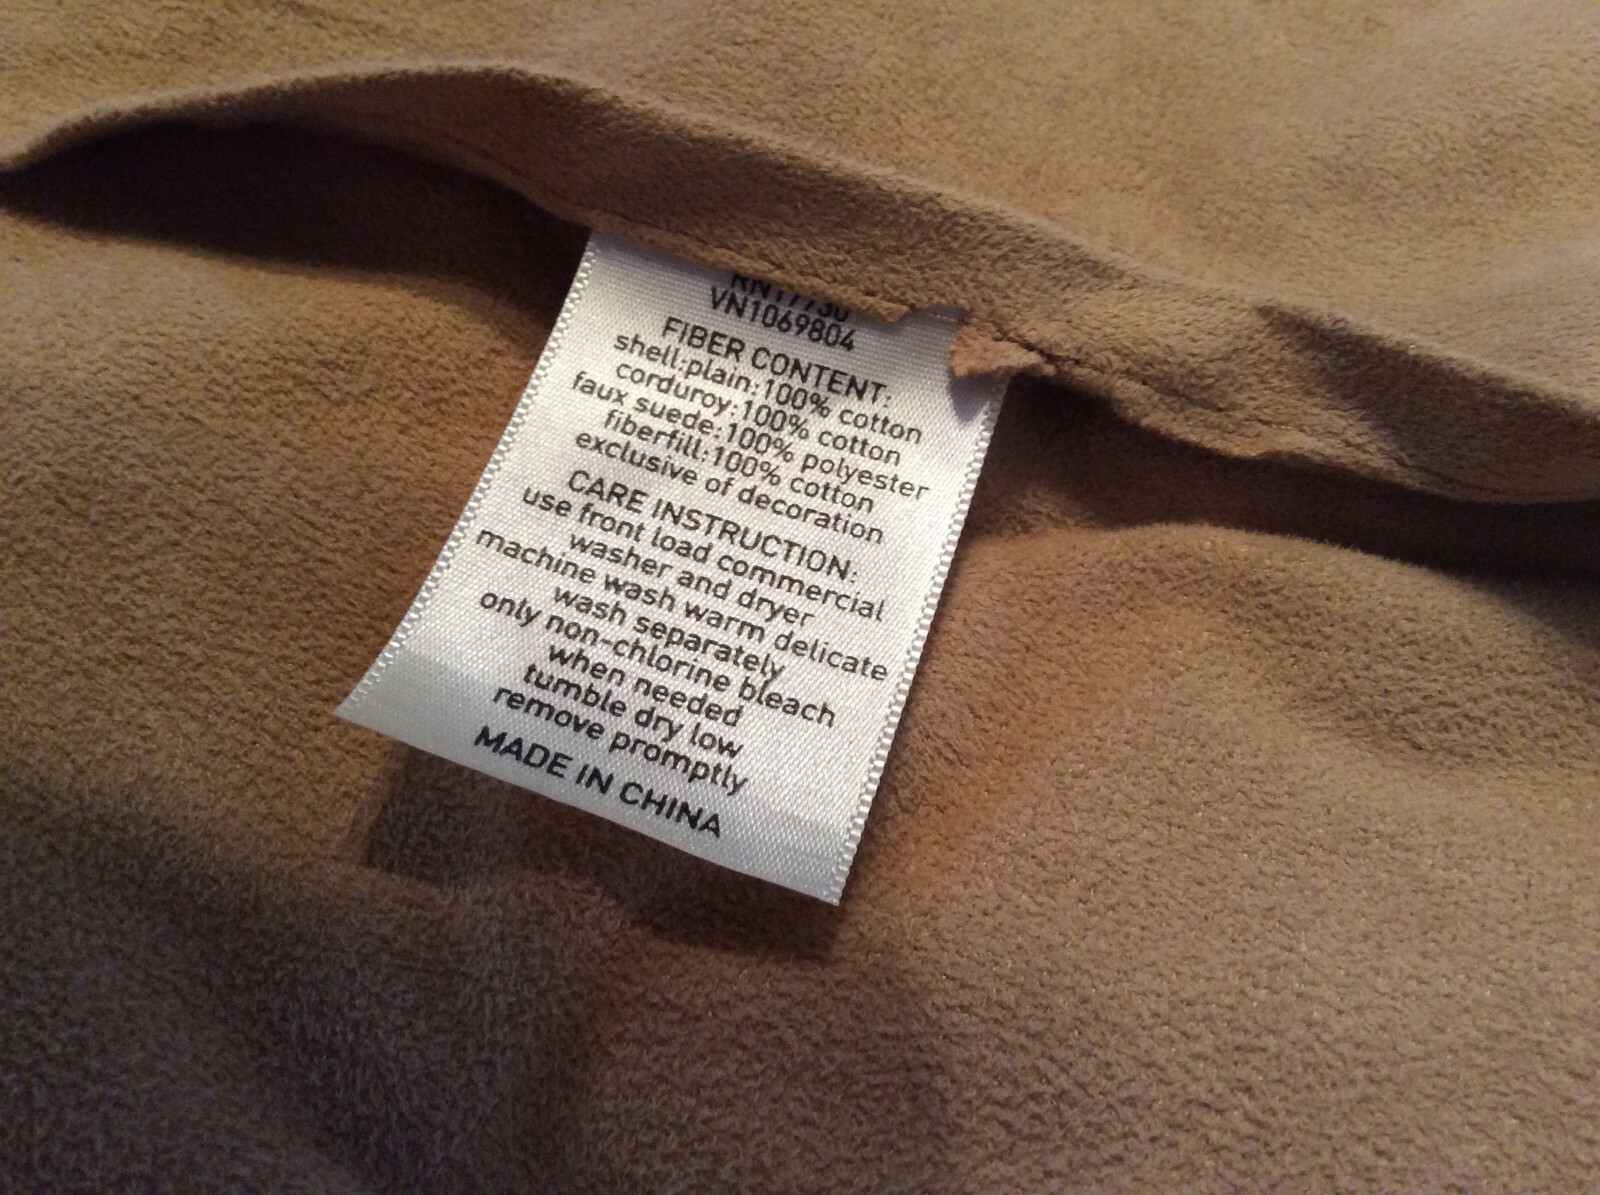 VN1069804
FIBER CONTENT:
shell:plain:100% cotton
corduroy:100% cotton
faux suede:100% polyester
fiberfill:100% cotton
exclusive of decoration
CARE INSTRUCTION:
use front load commercial
washer and dryer
machine wash warm delicate
wash separately
only non-chlorine bleach
when needed
tumble dry low
remove promptly
MADE IN CHINA